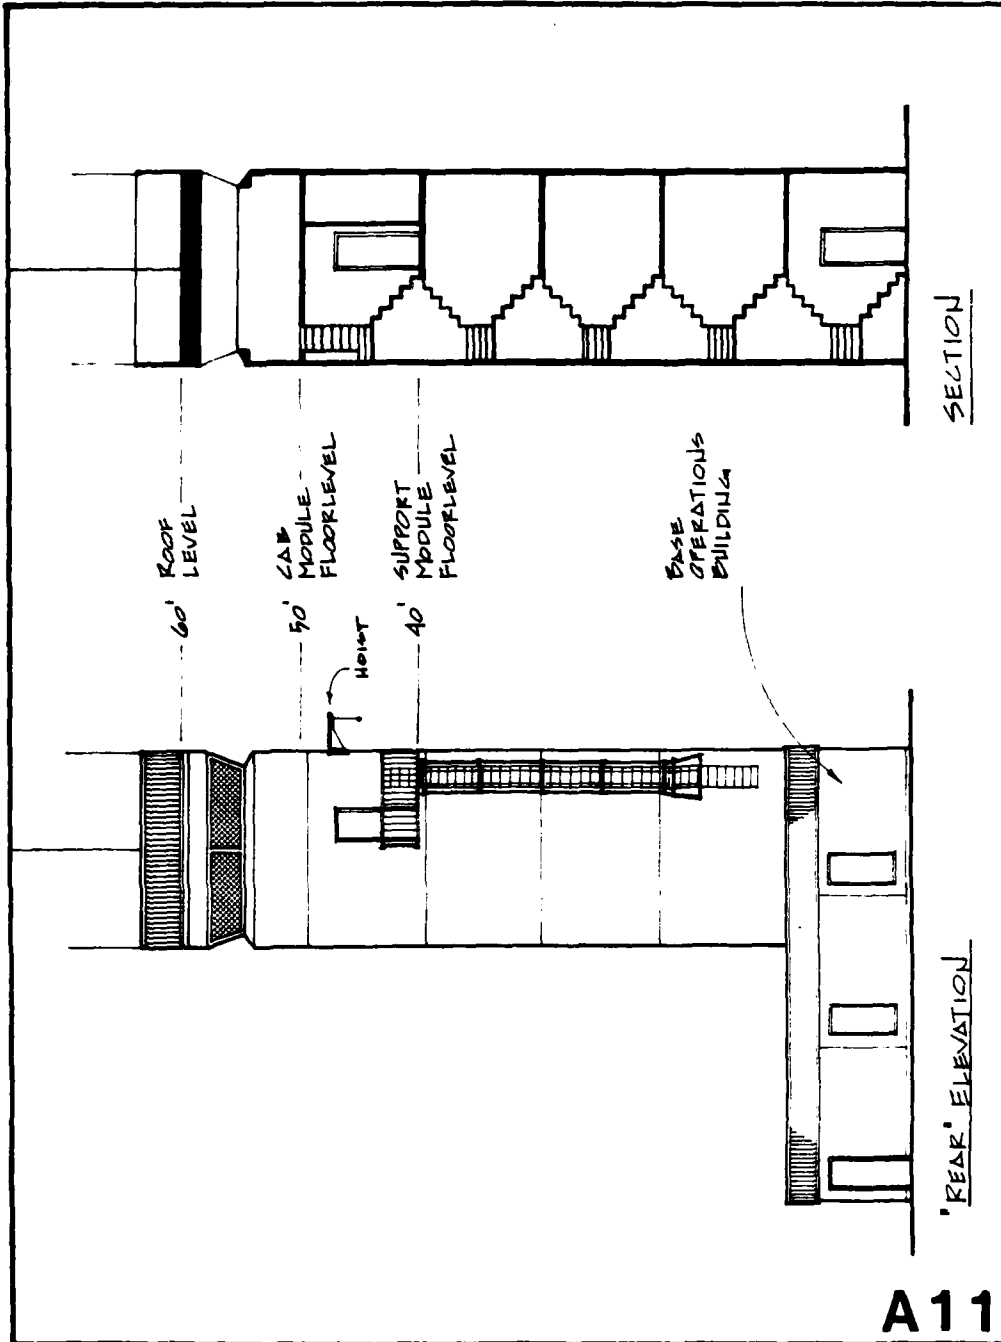 60' ROOF
LEVEL
50' CAB
MODULE
FLOORLEVEL
HOIST
40' SUPPORT
MODULE
FLOORLEVEL
BASE
OPERATIONS
BUILDING
SECTION
"REAR" ELEVATION
A11